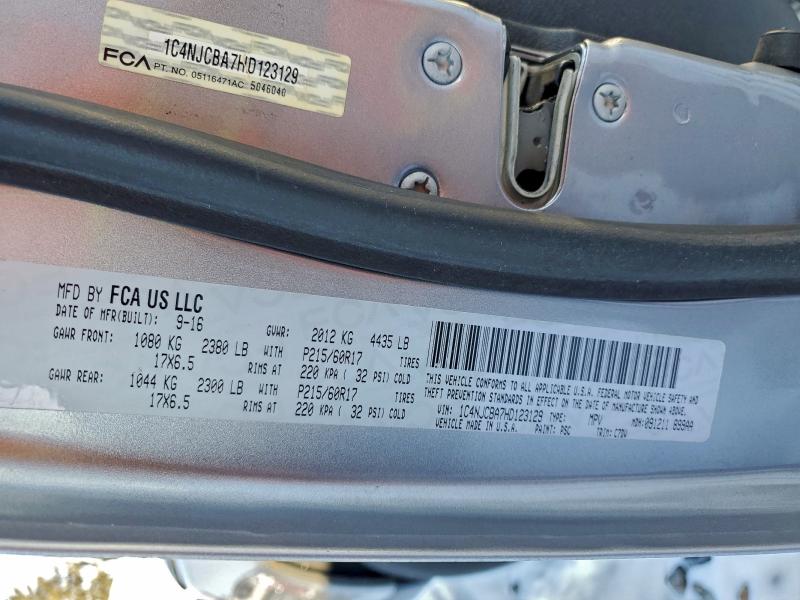 1C4NJCBA7HD123129
FCA PT. NO. 05116471AC 5046040
MFD BY FCA US LLC
DATE OF MFR(BUILT): 9-16 GVWR: 2012 KG 4435 LB
GAWR FRONT: 1080 KG 2380 LB WITH P215/60R17 TIRES
17X6.5 RIMS AT 220 KPA ( 32 PSI) COLD
GAWR REAR: 1044 KG 2300 LB WITH P215/60R17 TIRES
17X6.5 RIMS AT 220 KPA ( 32 PSI) COLD
THIS VEHICLE CONFORMS TO ALL APPLICABLE U.S.A. FEDERAL MOTOR VEHICLE SAFETY AND
THEFT PREVENTION STANDARDS IN EFFECT ON THE DATE OF MANUFACTURE SHOWN ABOVE.
VIN: 1C4NJCBA7HD123129 TYPE: MPV MDH: 091211 
VEHICLE MADE IN U.S.A. PAINT: PSC TRIM: C7DV